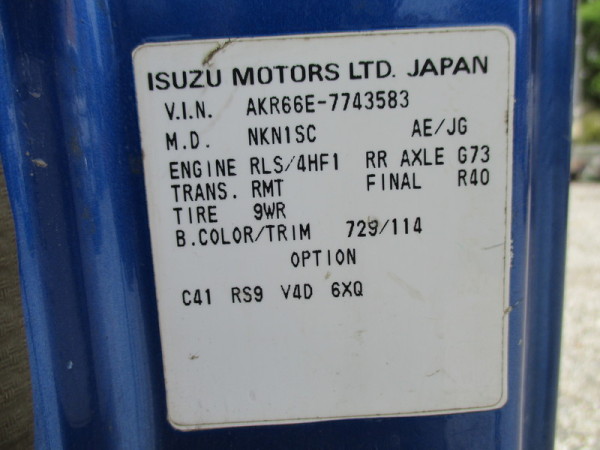 ISUZU MOTORS LTD. JAPAN
V.I.N. AKR66E-7743583
M.D. NKN1SC AE/JG
ENGINE RLS/4HF1 RR AXLE G73
TRANS. RMT FINAL R40
TIRE 9WR
B.COLOR/TRIM 729/114
OPTION
C41 RS9 V4D 6XQ